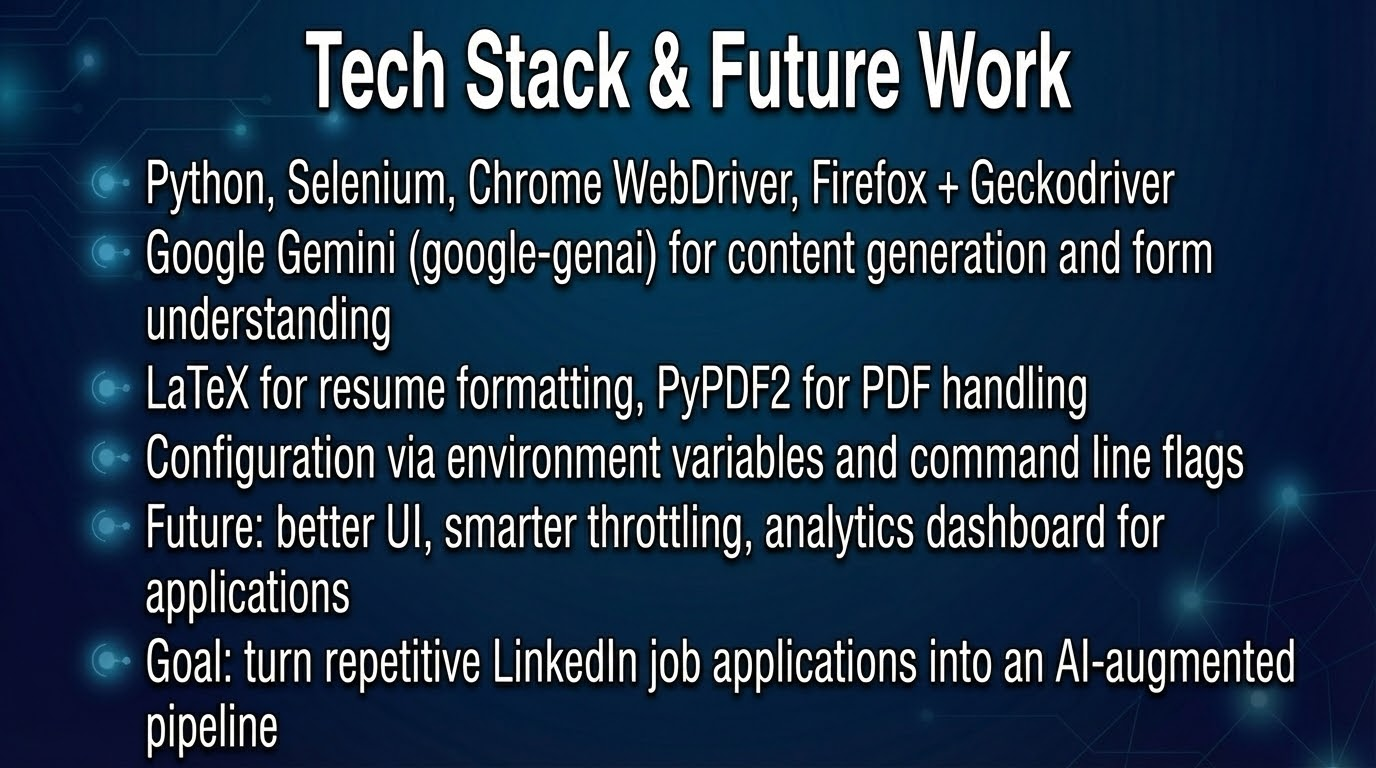 Tech Stack & Future Work
Python, Selenium, Chrome WebDriver, Firefox + Geckodriver
Google Gemini (google-genai) for content generation and form
understanding
LaTeX for resume formatting, PyPDF2 for PDF handling
Configuration via environment variables and command line flags
Future: better UI, smarter throttling, analytics dashboard for
applications
Goal: turn repetitive LinkedIn job applications into an AI-augmented
pipeline